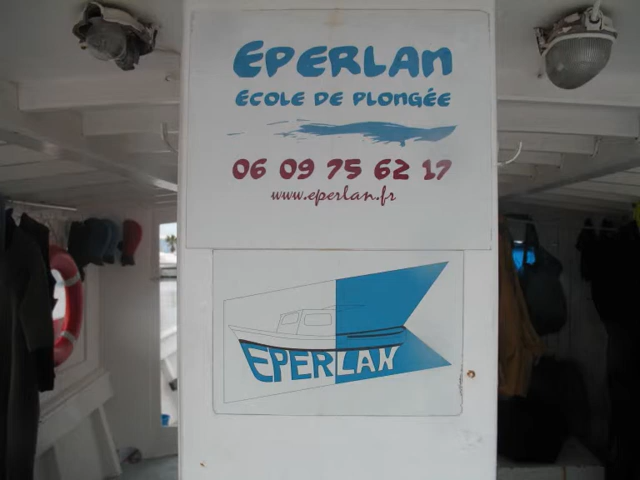 EPERLAN
ECOLE DE PLONGÉE
06 09 75 62 17
www.eperlan.fr
EPERLAN